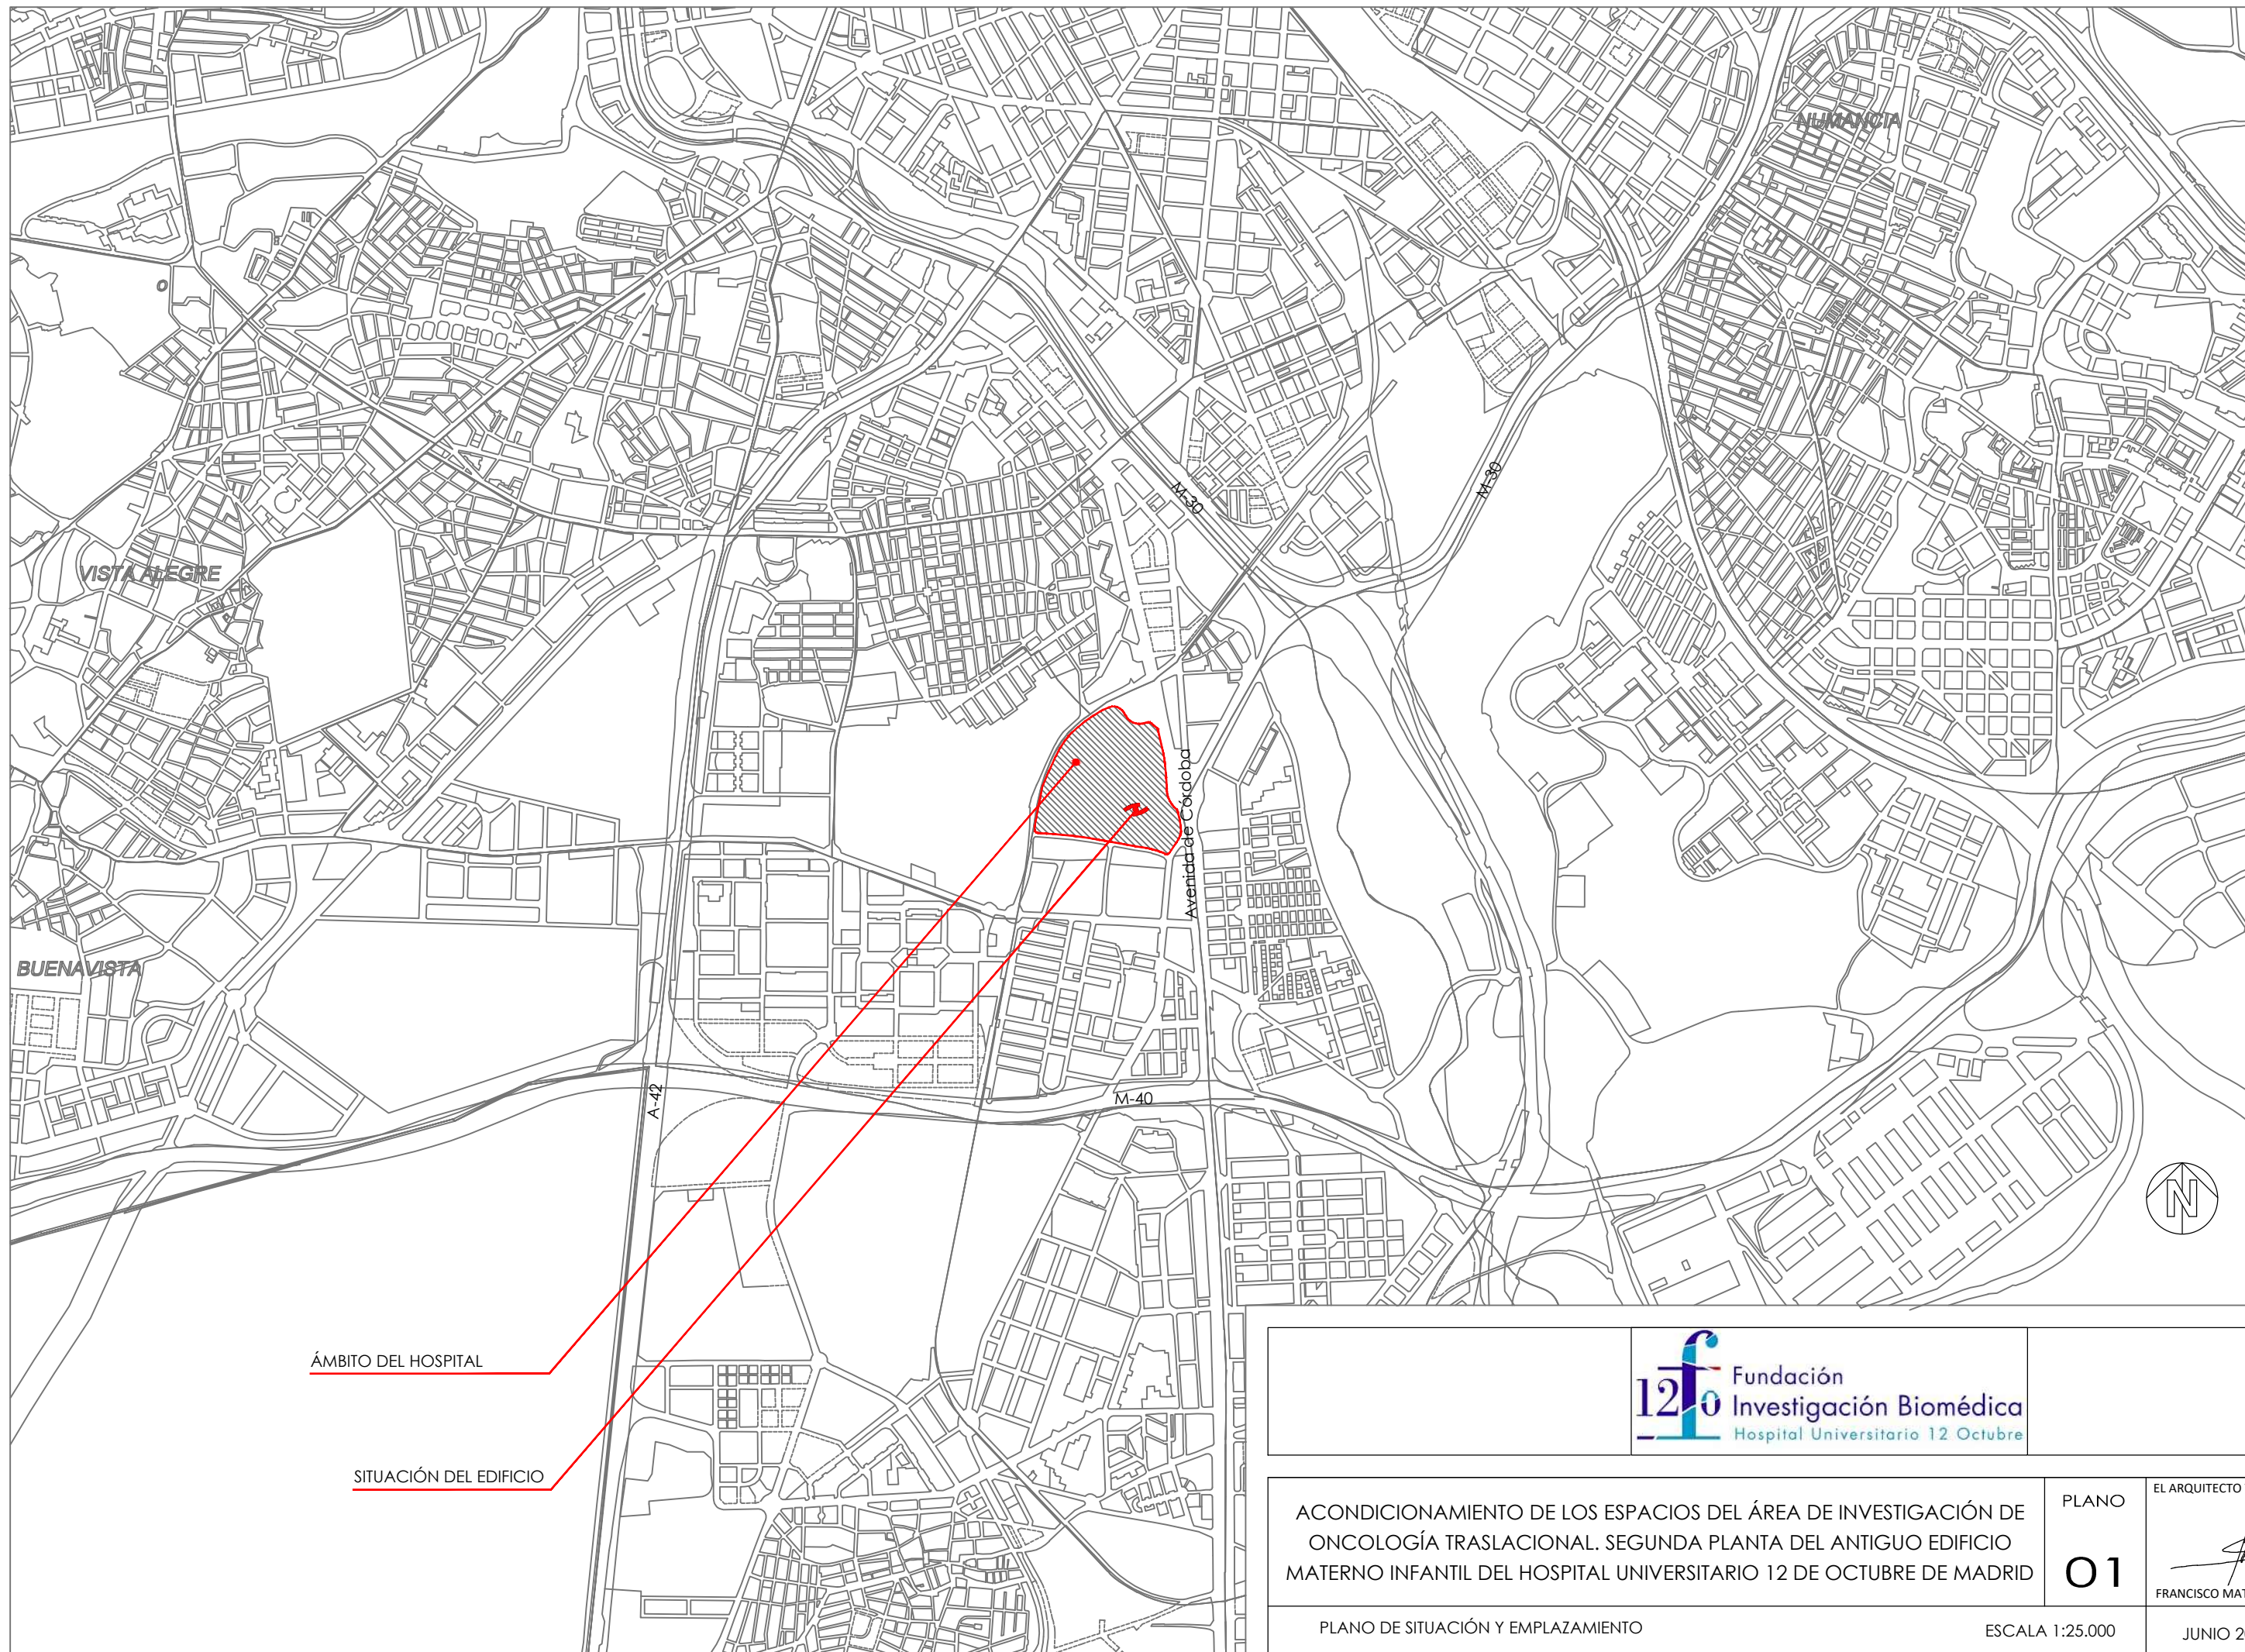 NUMANCIA
M-30
M-30
VISTA ALEGRE
Avenida de Córdoba
BUENAVISTA
A-42
M-40
N
ÁMBITO DEL HOSPITAL
SITUACIÓN DEL EDIFICIO
12fo
Fundación
Investigación Biomédica
Hospital Universitario 12 Octubre
ACONDICIONAMIENTO DE LOS ESPACIOS DEL ÁREA DE INVESTIGACIÓN DE
ONCOLOGÍA TRASLACIONAL. SEGUNDA PLANTA DEL ANTIGUO EDIFICIO
MATERNO INFANTIL DEL HOSPITAL UNIVERSITARIO 12 DE OCTUBRE DE MADRID
PLANO
01
EL ARQUITECTO
FRANCISCO
PLANO DE SITUACIÓN Y EMPLAZAMIENTO
ESCALA 1:25.000
JUNIO